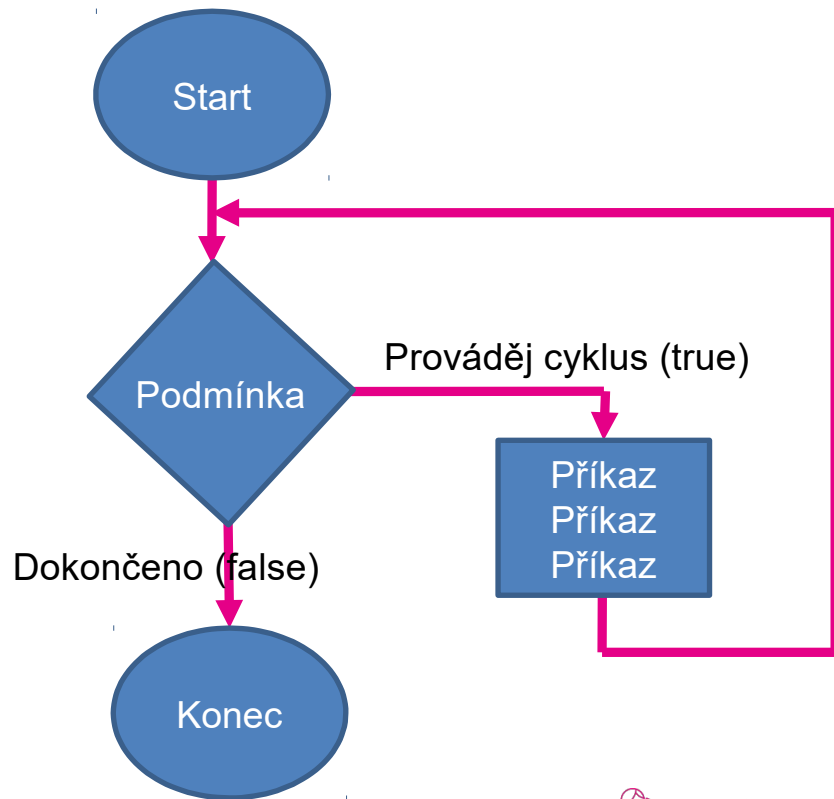 Start
Prováděj cyklus (true)
Podmínka
Příkaz
Příkaz
Příkaz
Dokončeno (false)
Konec